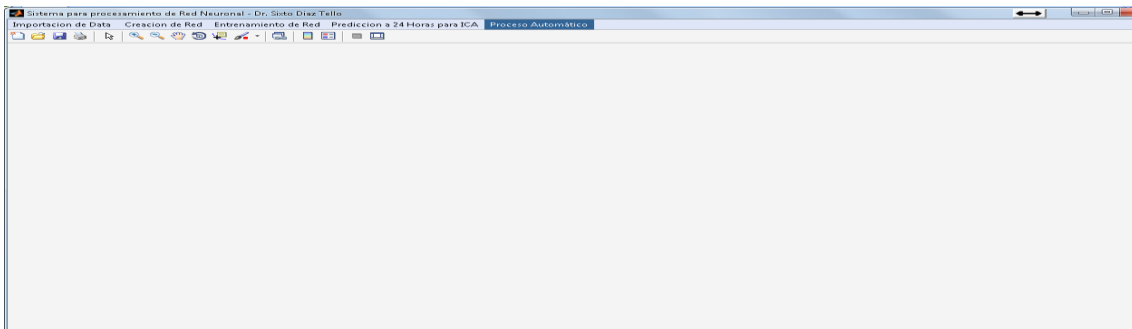 Sistema para procesamiento de Red Neuronal - Dr. Sixto Diaz Tello
Importacion de Data Creacion de Red Entrenamiento de Red Prediccion a 24 Horas para ICA Proceso Automático